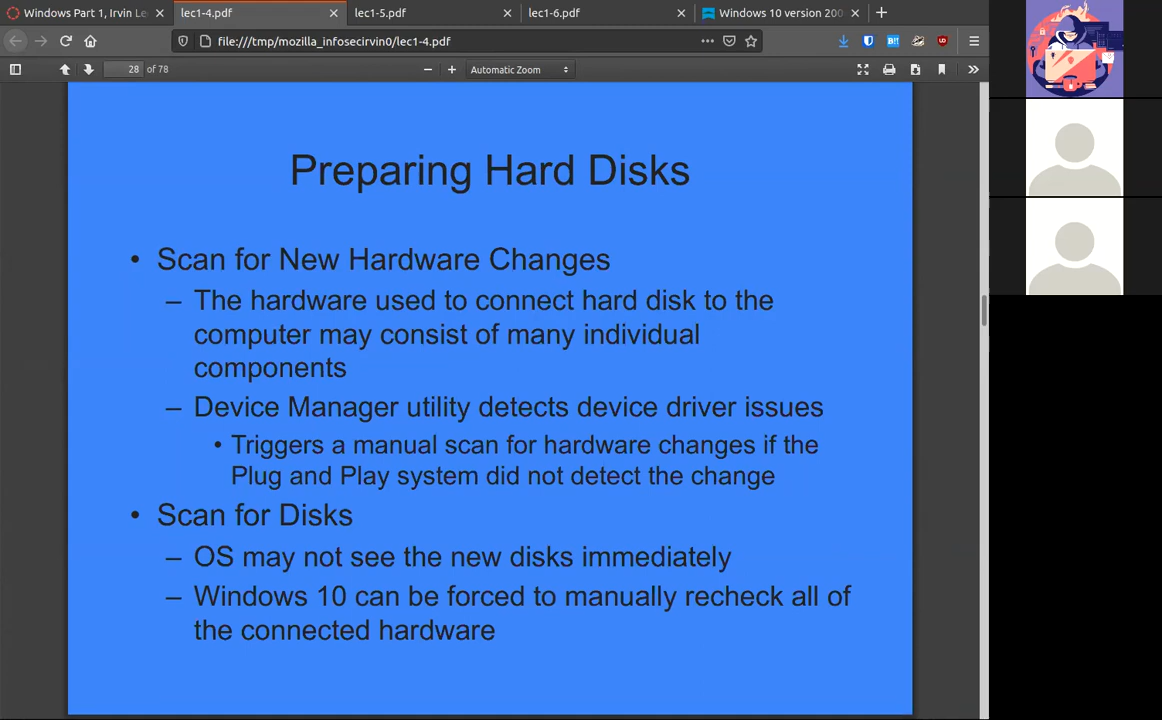 Windows Part 1, Irvin Le
lec1-4.pdf
lec1-5.pdf
lec1-6.pdf
Windows 10 version 200
file:///tmp/mozilla_infosecirvin0/lec1-4.pdf
28 of 78
Automatic Zoom
Preparing Hard Disks
• Scan for New Hardware Changes
– The hardware used to connect hard disk to the
computer may consist of many individual
components
– Device Manager utility detects device driver issues
• Triggers a manual scan for hardware changes if the
Plug and Play system did not detect the change
• Scan for Disks
– OS may not see the new disks immediately
– Windows 10 can be forced to manually recheck all of
the connected hardware